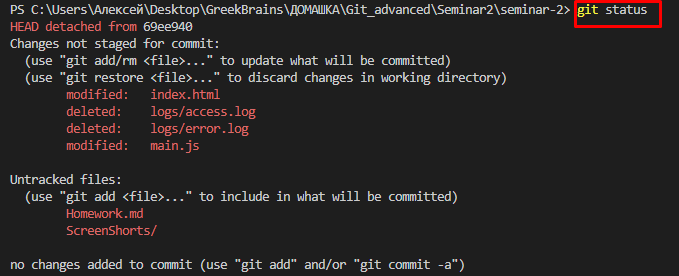 PS C:\Users\Алексей\Desktop\GreekBrains\ДОМАШКА\Git_advanced\Seminar2\seminar-2> git status
HEAD detached from 69ee940
Changes not staged for commit:
  (use "git add/rm <file>..." to update what will be committed)
  (use "git restore <file>..." to discard changes in working directory)
        modified:   index.html
        deleted:    logs/access.log
        deleted:    logs/error.log
        modified:   main.js

Untracked files:
  (use "git add <file>..." to include in what will be committed)
        Homework.md
        ScreenShorts/

no changes added to commit (use "git add" and/or "git commit -a")